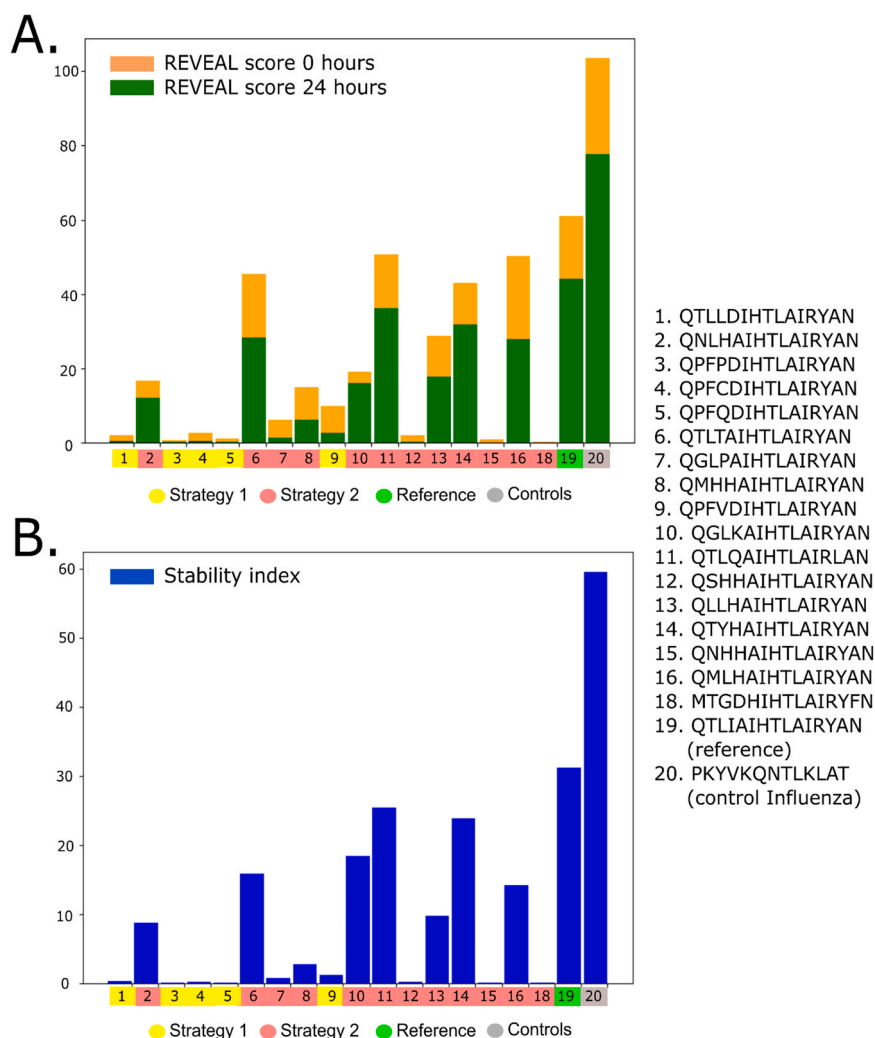 A.
REVEAL score 0 hours
REVEAL score 24 hours
100
80
60
40
20
0
1 2 3 4 5 6 7 8 9 10 11 12 13 14 15 16 18 19 20
Strategy 1 Strategy 2 Reference Controls
B.
Stability index
60
50
40
30
20
10
0
1 2 3 4 5 6 7 8 9 10 11 12 13 14 15 16 18 19 20
Strategy 1 Strategy 2 Reference Controls
1. QTLLDIHTLAIRYAN
2. QNLHAIHTLAIRYAN
3. QPFPDIHTLAIRYAN
4. QPFCDIHTLAIRYAN
5. QPFQDIHTLAIRYAN
6. QTLTAIHTLAIRYAN
7. QGLPAIHTLAIRYAN
8. QMHHAIHTLAIRYAN
9. QPFVDIHTLAIRYAN
10. QGLKAIHTLAIRYAN
11. QTLQAIHTLAIRLAN
12. QSHHAIHTLAIRYAN
13. QLLHAIHTLAIRYAN
14. QTYHAIHTLAIRYAN
15. QNHHAIHTLAIRYAN
16. QMLHAIHTLAIRYAN
18. MTGDHIHTLAIRYFN
19. QTLIAIHTLAIRYAN
(reference)
20. PKYVKQNTLKLAT
(control Influenza)